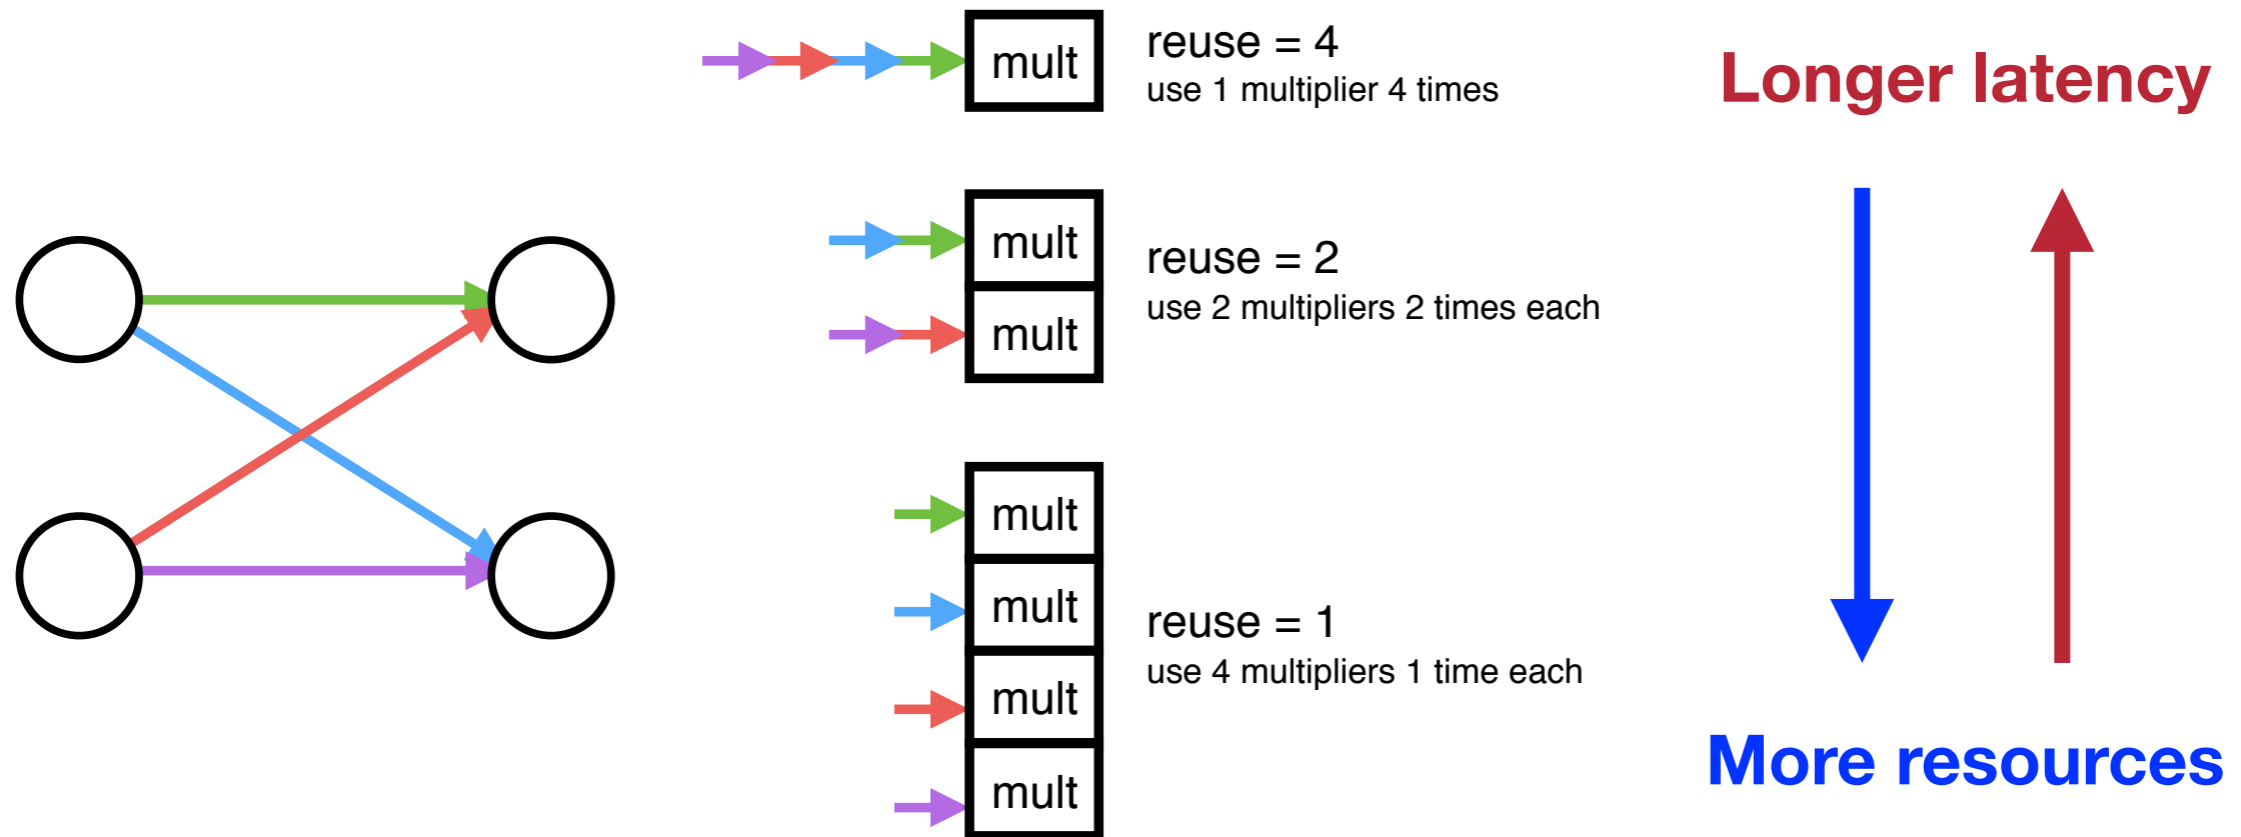 mult
reuse = 4
use 1 multiplier 4 times
Longer latency
mult
mult
reuse = 2
use 2 multipliers 2 times each
mult
mult
mult
mult
reuse = 1
use 4 multipliers 1 time each
More resources